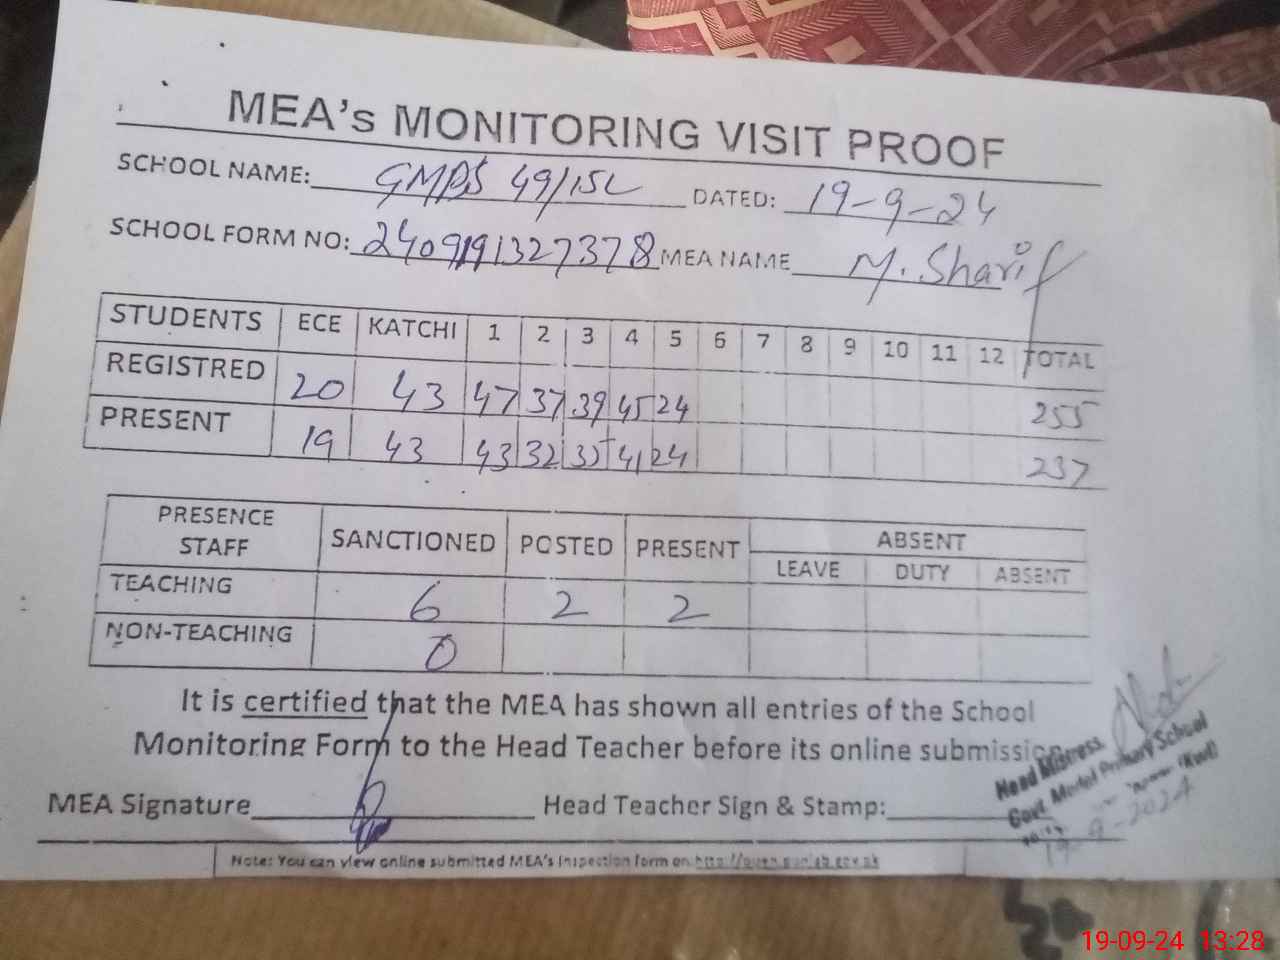 MEA's MONITORING VISIT PROOF
SCHOOL NAME: GMPS 49/15L DATED: 19-9-24
SCHOOL FORM NO: 2409191327378 MEA NAME M. Sharif
STUDENTS ECE KATCHI 1 2 3 4 5 6 7 8 9 10 11 12 TOTAL
REGISTRED 20 43 47 37 39 45 24 255
PRESENT 19 43 43 32 35 41 24 237
PRESENCE STAFF SANCTIONED POSTED PRESENT ABSENT
LEAVE DUTY ABSENT
TEACHING 6 2 2
NON-TEACHING 0
It is certified that the MEA has shown all entries of the School
Monitoring Form to the Head Teacher before its online submission
MEA Signature Head Teacher Sign & Stamp:
Head Mistress
Govt. Model Primary School
(Kwl)
19-9-2024
Note: You can view online submitted MEA's Inspection form on
19-09-24 13:28